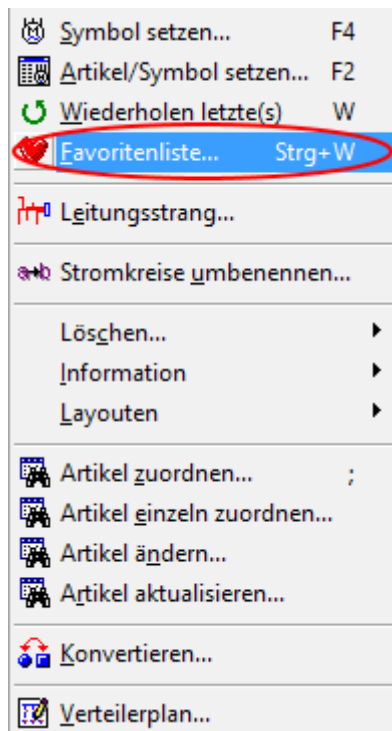 Symbol setzen... F4
Artikel/Symbol setzen... F2
Wiederholen letzte(s) W
Favoritenliste... Strg+W
Leitungsstrang...
a→b Stromkreise umbenennen...
Löschen...
Information
Layouten
Artikel zuordnen... ;
Artikel einzeln zuordnen...
Artikel ändern...
Artikel aktualisieren...
Konvertieren...
Verteilerplan...